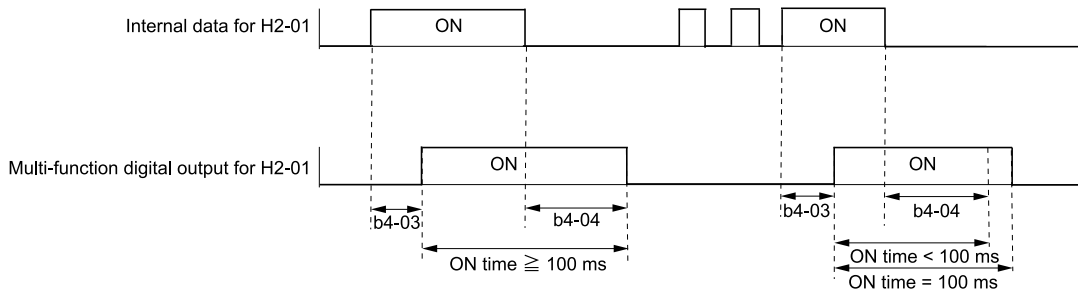 Internal data for H2-01
ON
ON
Multi-function digital output for H2-01
ON
ON
b4-03
b4-04
b4-03
b4-04
ON time ≧ 100 ms
ON time < 100 ms
ON time = 100 ms